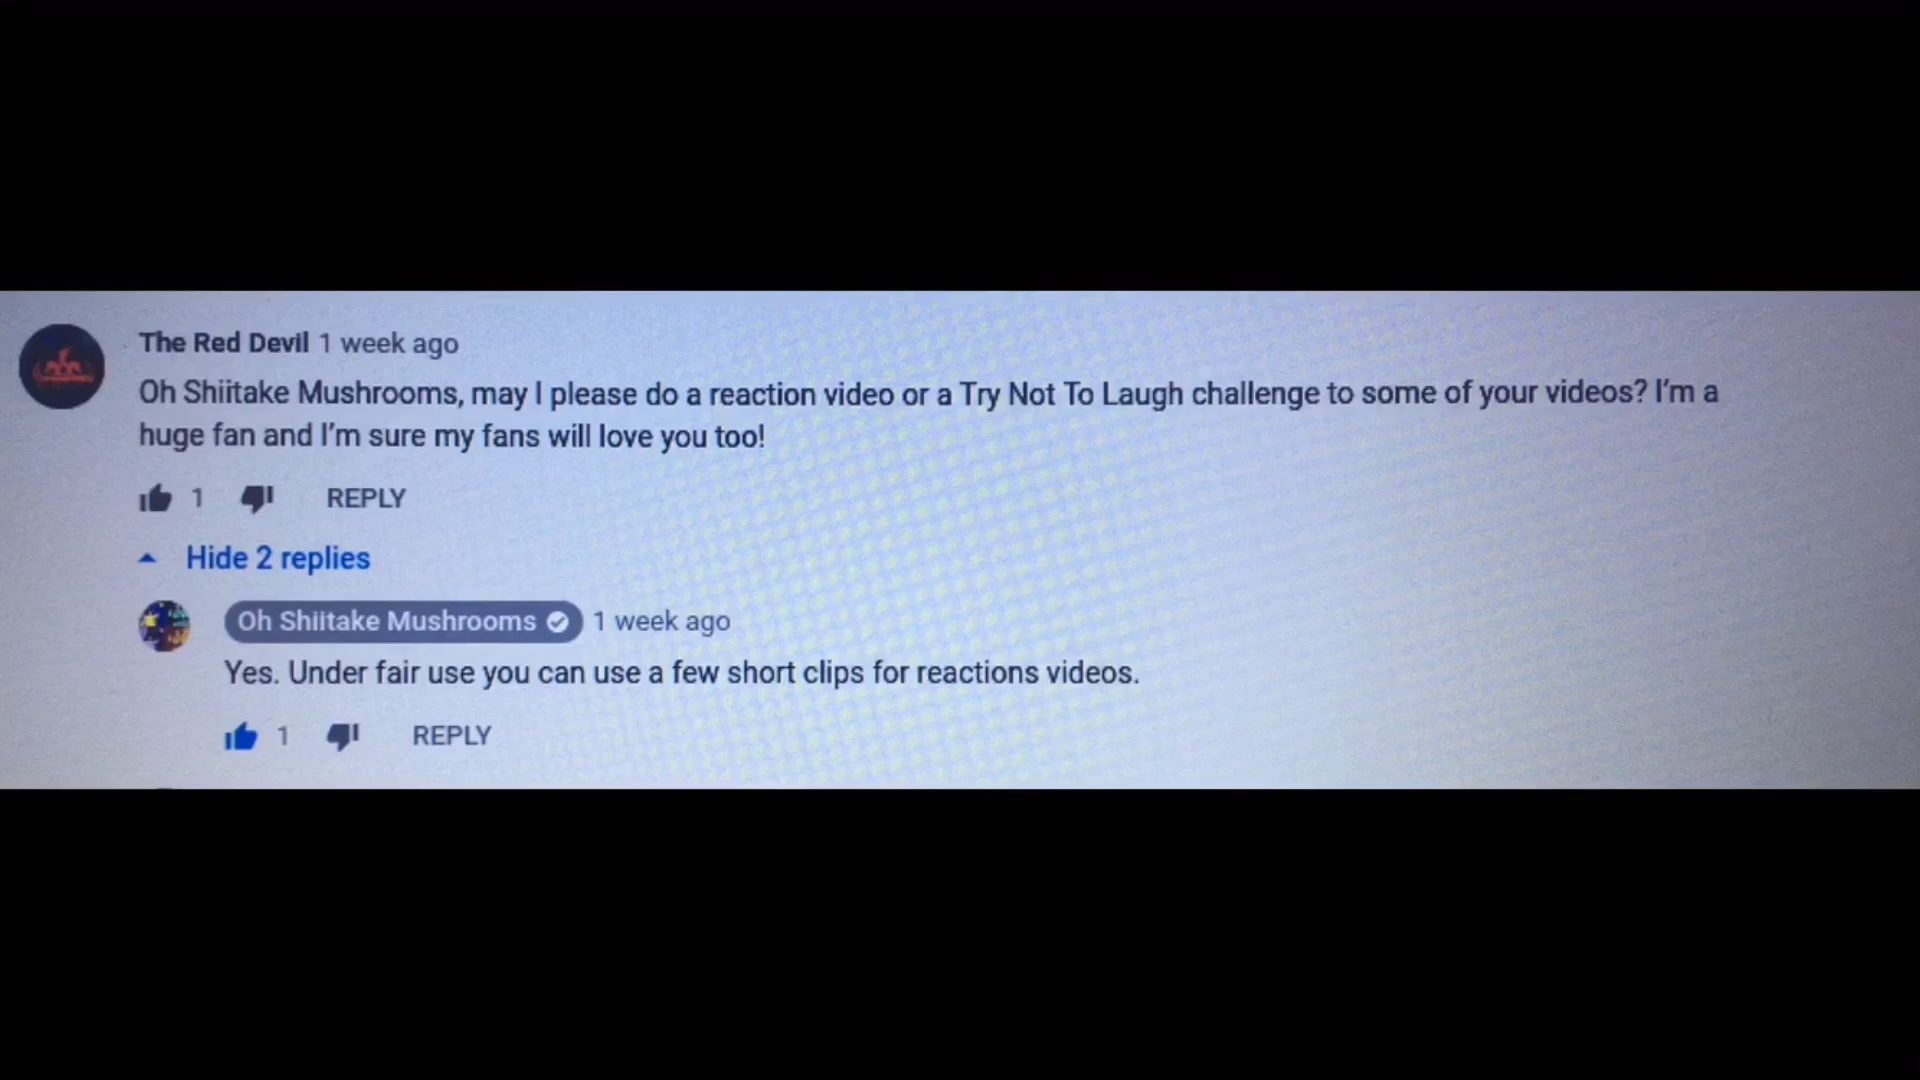 The Red Devil 1 week ago
Oh Shiitake Mushrooms, may I please do a reaction video or a Try Not To Laugh challenge to some of your videos? I'm a
huge fan and I'm sure my fans will love you too!
1 REPLY
Hide 2 replies
Oh Shiitake Mushrooms 1 week ago
Yes. Under fair use you can use a few short clips for reactions videos.
1 REPLY